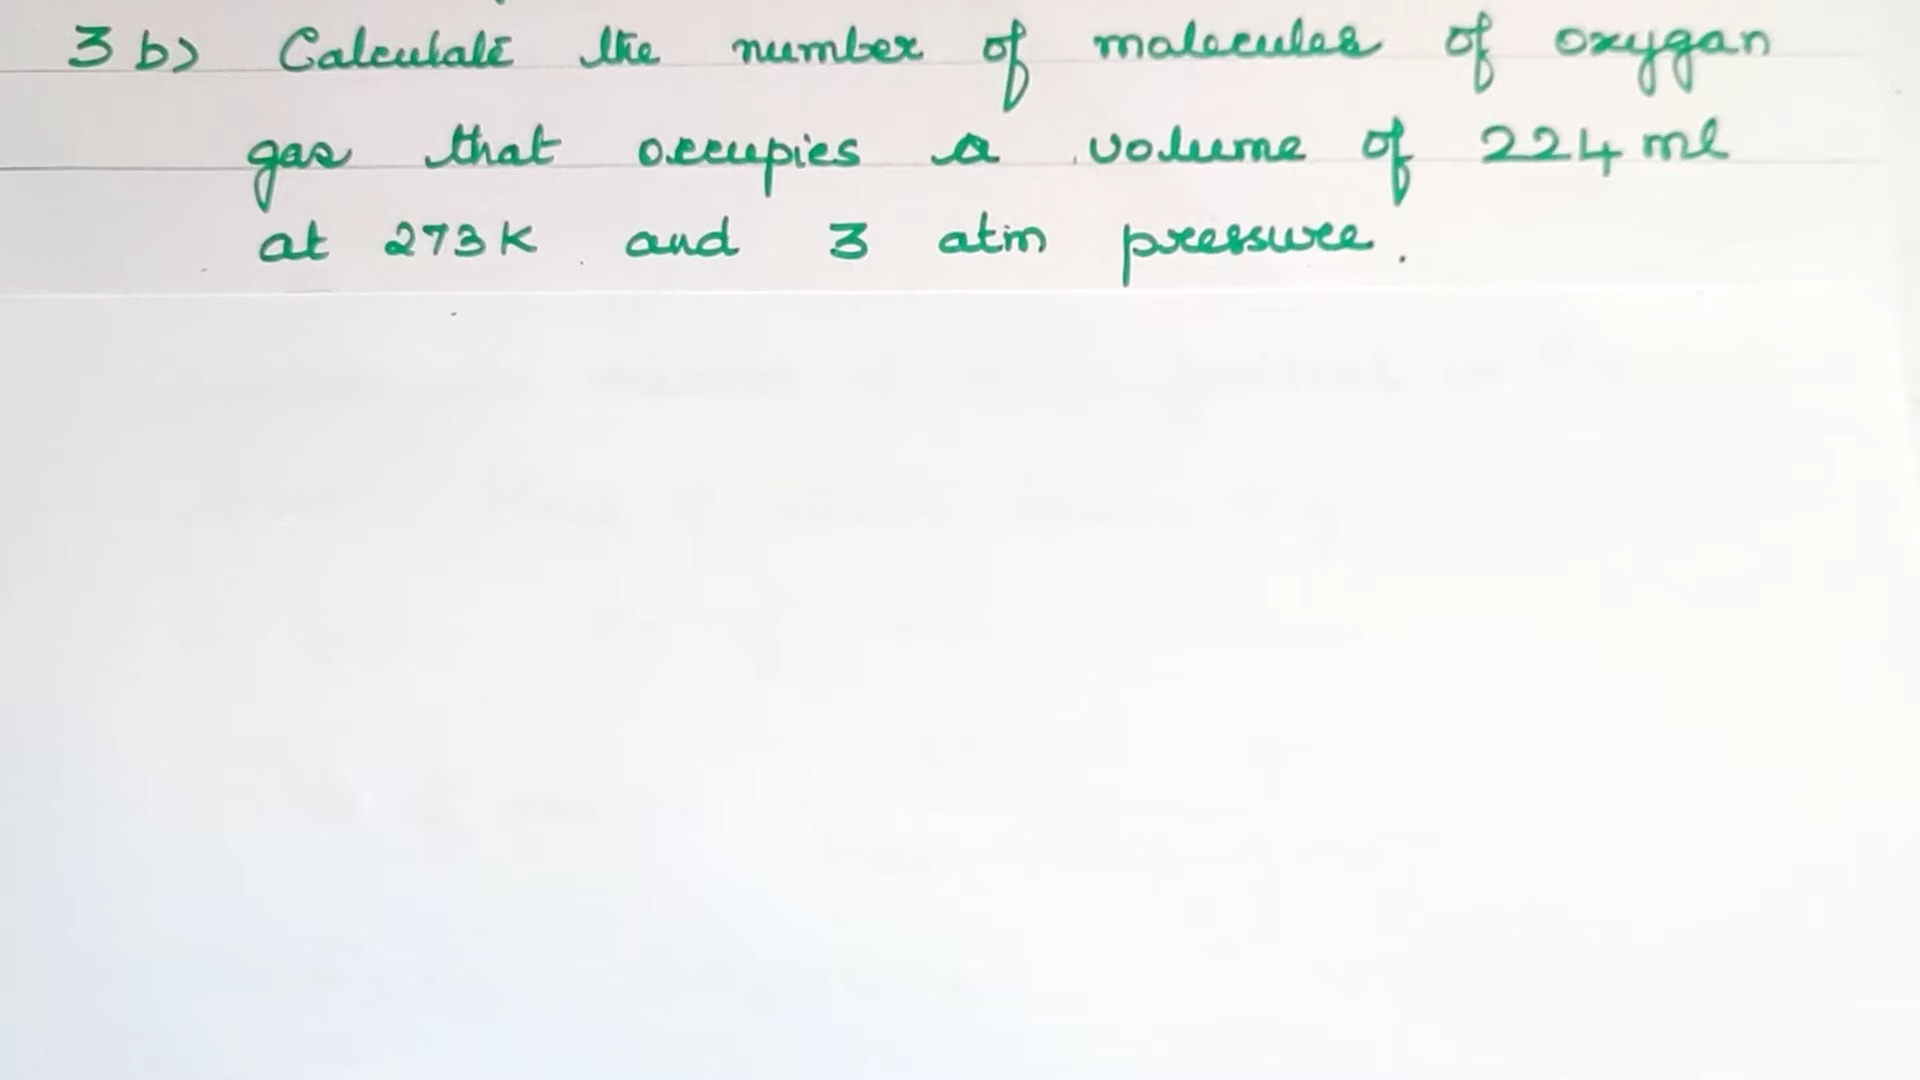 3 b) Calculate the number of molecules of oxygen
gas that occupies a volume of 224 ml
at 273 K and 3 atm pressure.